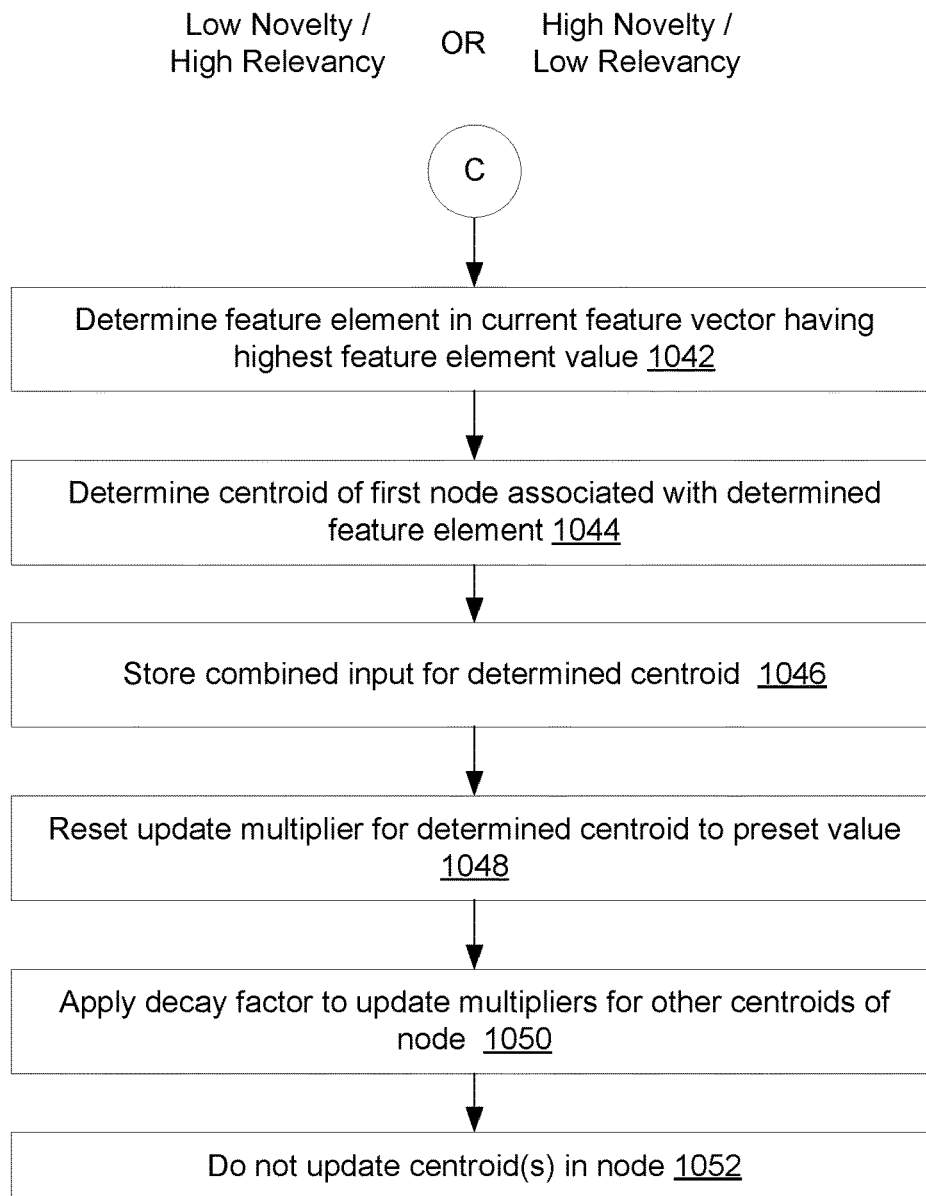 Low Novelty /
High Relevancy
OR
High Novelty /
Low Relevancy
C
Determine feature element in current feature vector having
highest feature element value 1042
Determine centroid of first node associated with determined
feature element 1044
Store combined input for determined centroid 1046
Reset update multiplier for determined centroid to preset value
1048
Apply decay factor to update multipliers for other centroids of
node 1050
Do not update centroid(s) in node 1052